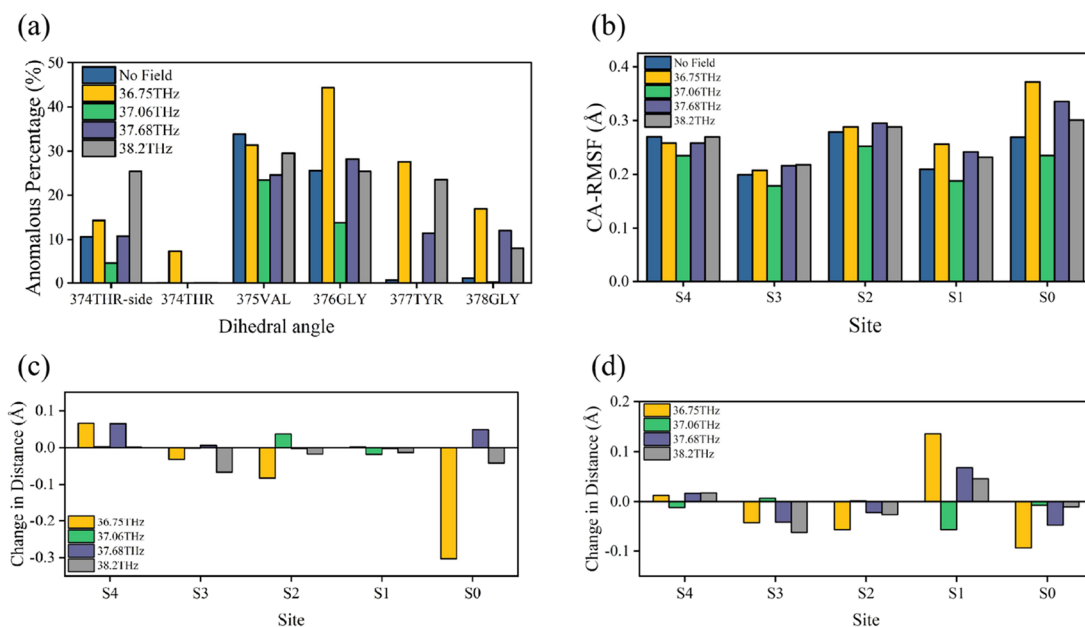 (a)
Anomalous Percentage (%)
50
40
30
20
10
0
No Field
36.75THz
37.06THz
37.68THz
38.2THz
374THR-side
374THR
375VAL
376GLY
377TYR
378GLY
Dihedral angle
(b)
CA-RMSF (Å)
0.4
0.3
0.2
0.1
0.0
No Field
36.75THz
37.06THz
37.68THz
38.2THz
S4
S3
S2
S1
S0
Site
(c)
Change in Distance (Å)
0.1
0.0
-0.1
-0.2
-0.3
36.75THz
37.06THz
37.68THz
38.2THz
S4
S3
S2
S1
S0
Site
(d)
Change in Distance (Å)
0.2
0.1
0.0
-0.1
36.75THz
37.06THz
37.68THz
38.2THz
S4
S3
S2
S1
S0
Site